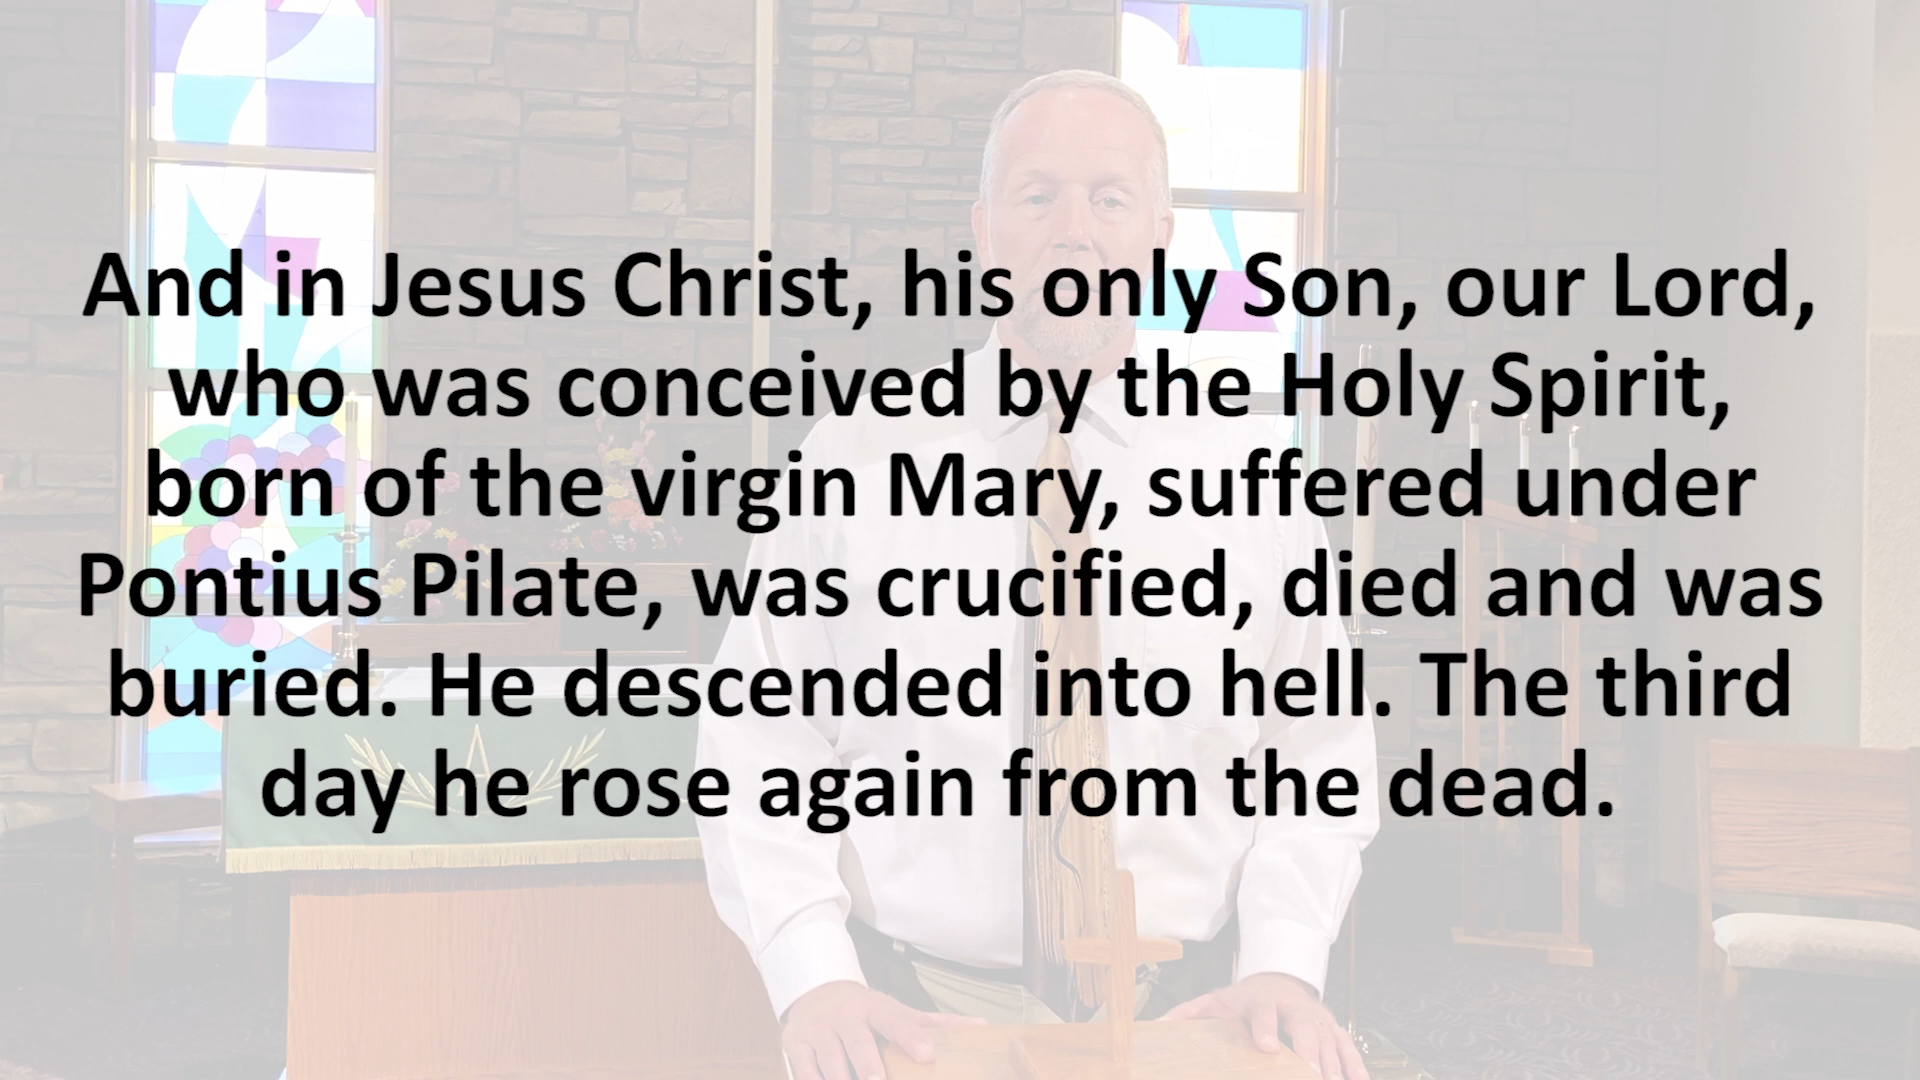 And in Jesus Christ, his only Son, our Lord,
who was conceived by the Holy Spirit,
born of the virgin Mary, suffered under
Pontius Pilate, was crucified, died and was
buried. He descended into hell. The third
day he rose again from the dead.